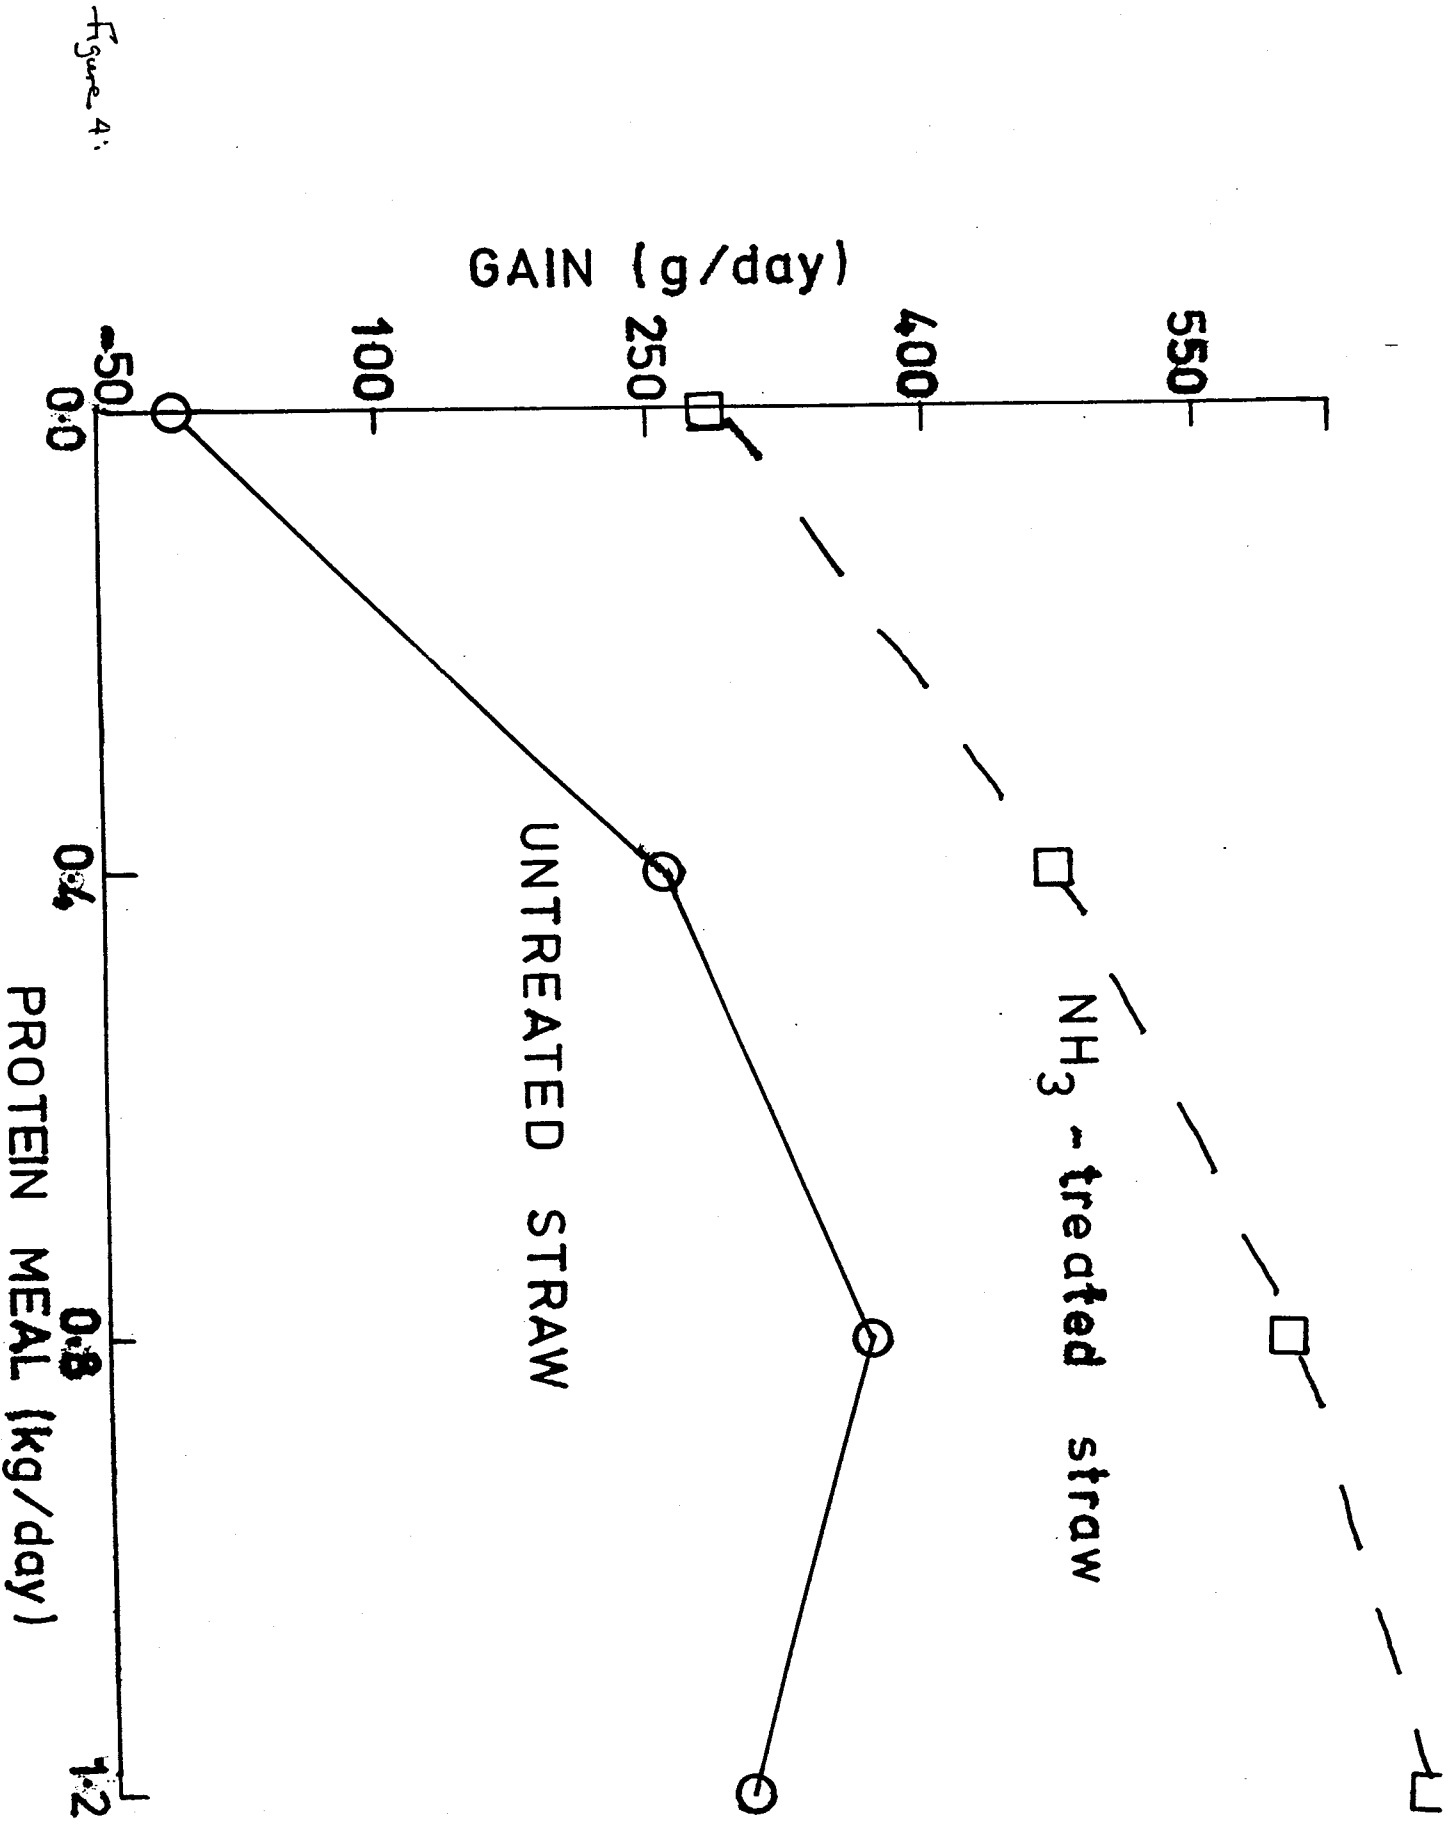 GAIN (g/day)
550
400
250
100
-50
0.0
0.4
0.8
1.2
NH3 - treated straw
UNTREATED STRAW
PROTEIN MEAL (kg/day)
Figure 4: